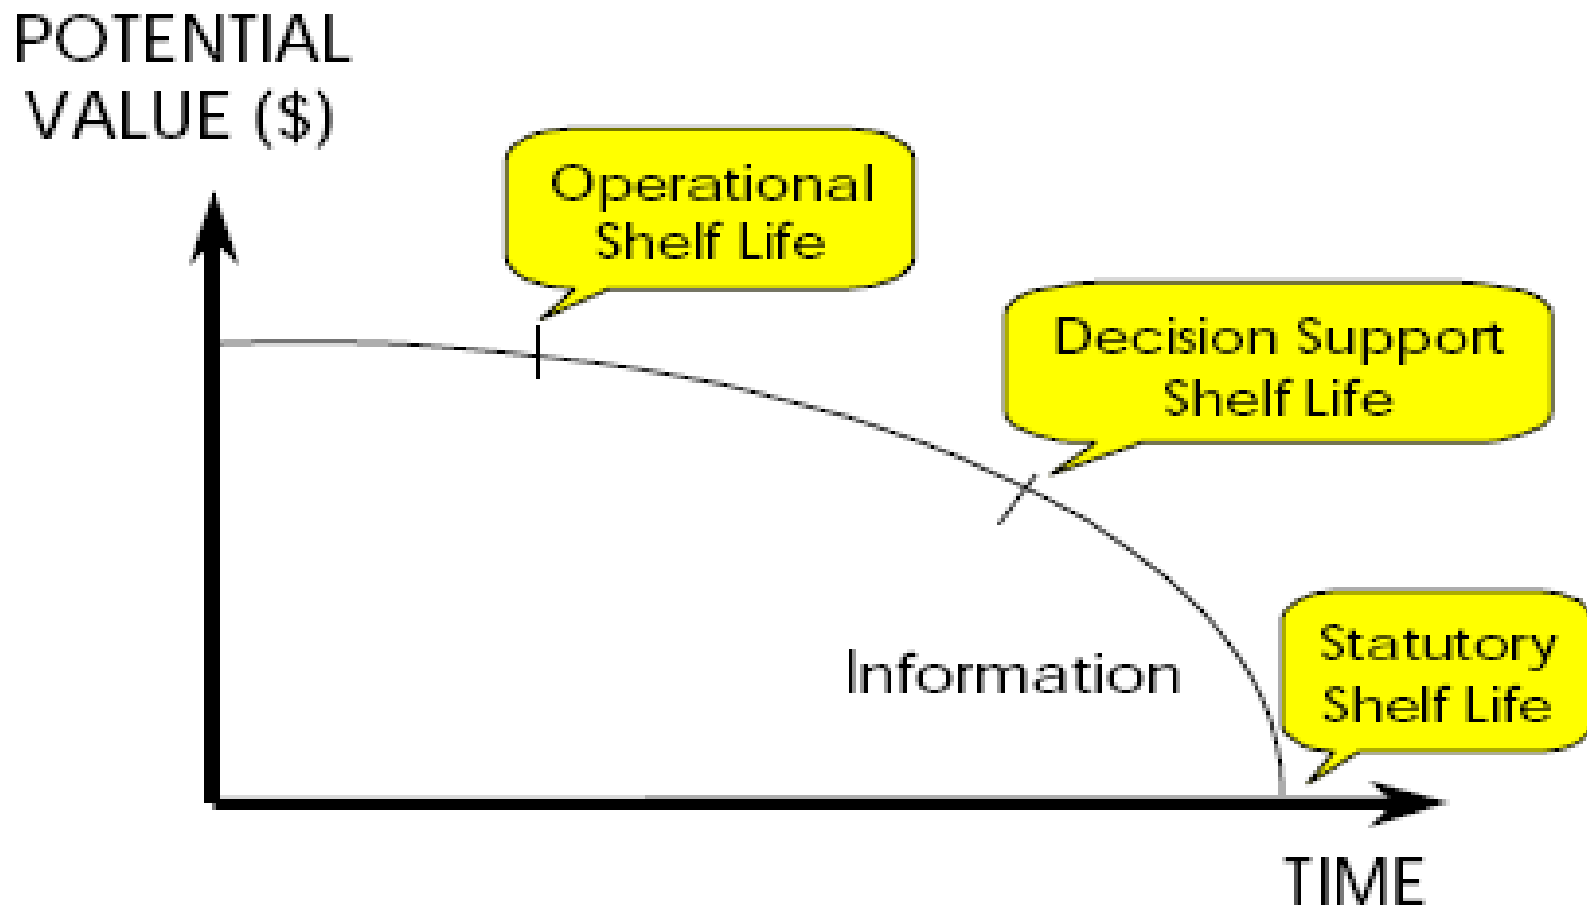 POTENTIAL
VALUE ($)
Operational
Shelf Life
Decision Support
Shelf Life
Information
Statutory
Shelf Life
TIME